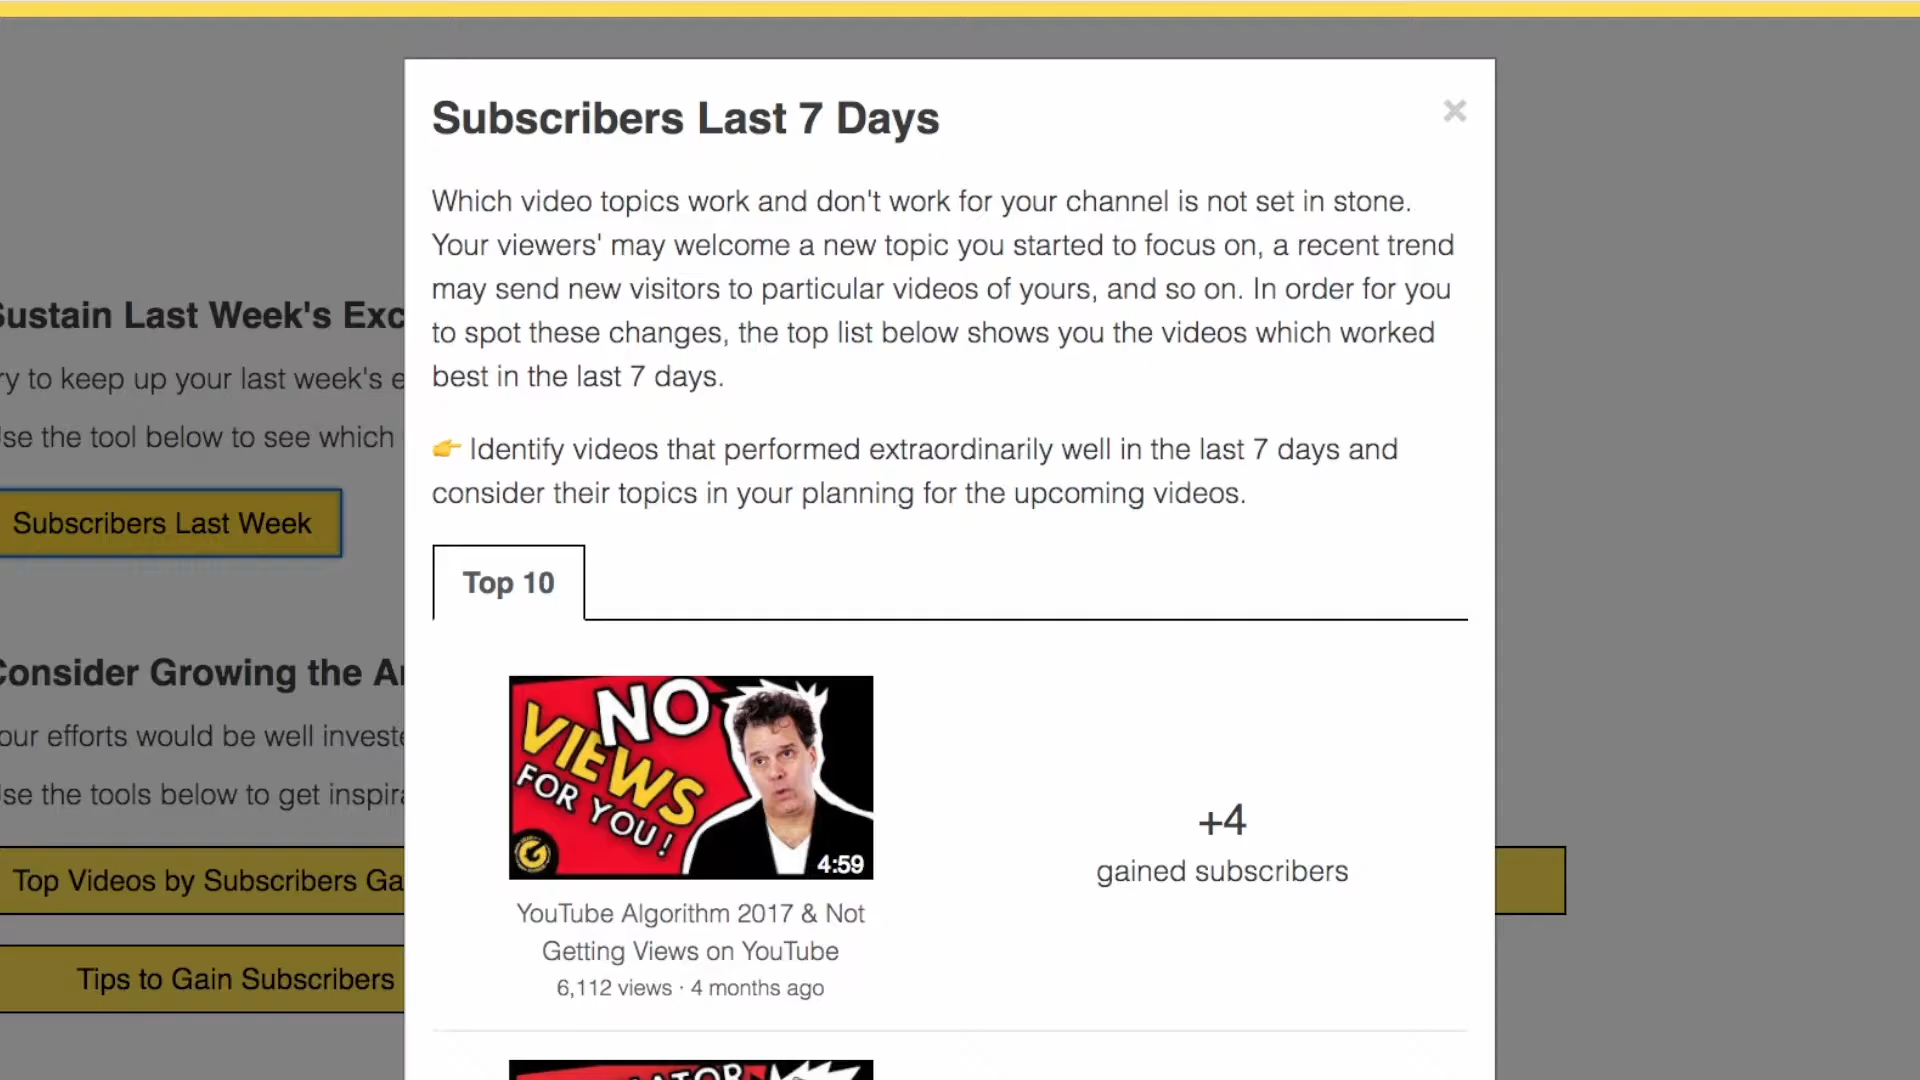 Subscribers Last 7 Days
×
Which video topics work and don't work for your channel is not set in stone.
Your viewers' may welcome a new topic you started to focus on, a recent trend
may send new visitors to particular videos of yours, and so on. In order for you
to spot these changes, the top list below shows you the videos which worked
best in the last 7 days.
👉 Identify videos that performed extraordinarily well in the last 7 days and
consider their topics in your planning for the upcoming videos.
Top 10
NO
VIEWS
FOR YOU!
4:59
YouTube Algorithm 2017 & Not
Getting Views on YouTube
6,112 views · 4 months ago
+4
gained subscribers
Sustain Last Week's Exc
ry to keep up your last week's e
se the tool below to see which
Subscribers Last Week
Consider Growing the
our efforts would be well investe
se the tools below to get inspira
Top Videos by Subscribers Ga
Tips to Gain Subscribers